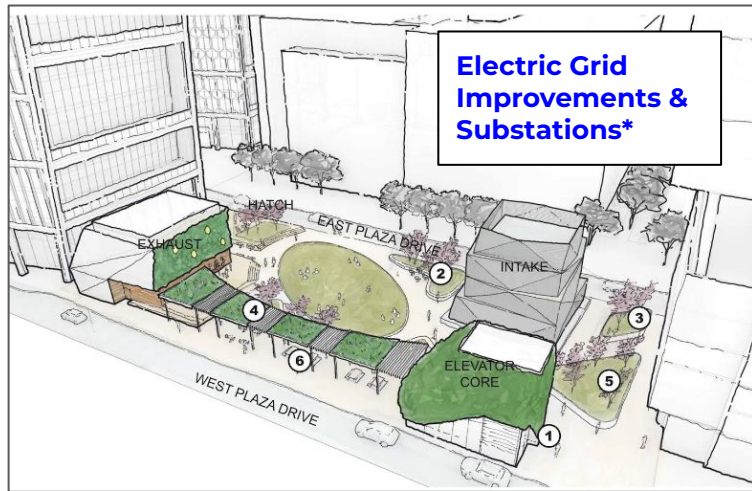 Electric Grid
Improvements &
Substations*
HATCH
EXHAUST
EAST PLAZA DRIVE
INTAKE
2
3
4
6
ELEVATOR
CORE
5
WEST PLAZA DRIVE
1